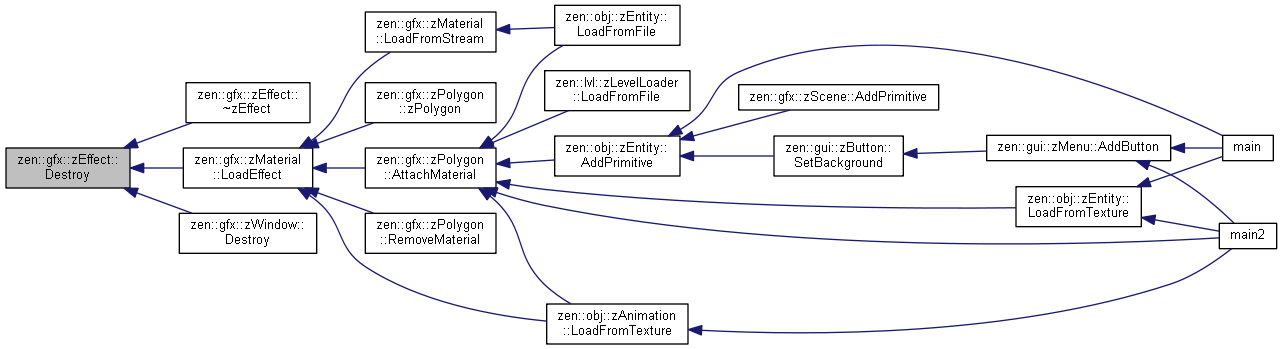 zen::gfx::zEffect::
Destroy
zen::gfx::zEffect::
~zEffect
zen::gfx::zMaterial
::LoadEffect
zen::gfx::zWindow::
Destroy
zen::gfx::zMaterial
::LoadFromStream
zen::gfx::zPolygon
::zPolygon
zen::gfx::zPolygon
::AttachMaterial
zen::gfx::zPolygon
::RemoveMaterial
zen::obj::zEntity::
LoadFromFile
zen::lvl::zLevelLoader
::LoadFromFile
zen::obj::zEntity::
AddPrimitive
zen::obj::zAnimation
::LoadFromTexture
zen::gfx::zScene::AddPrimitive
zen::gui::zButton::
SetBackground
zen::gui::zMenu::AddButton
zen::obj::zEntity::
LoadFromTexture
main
main2